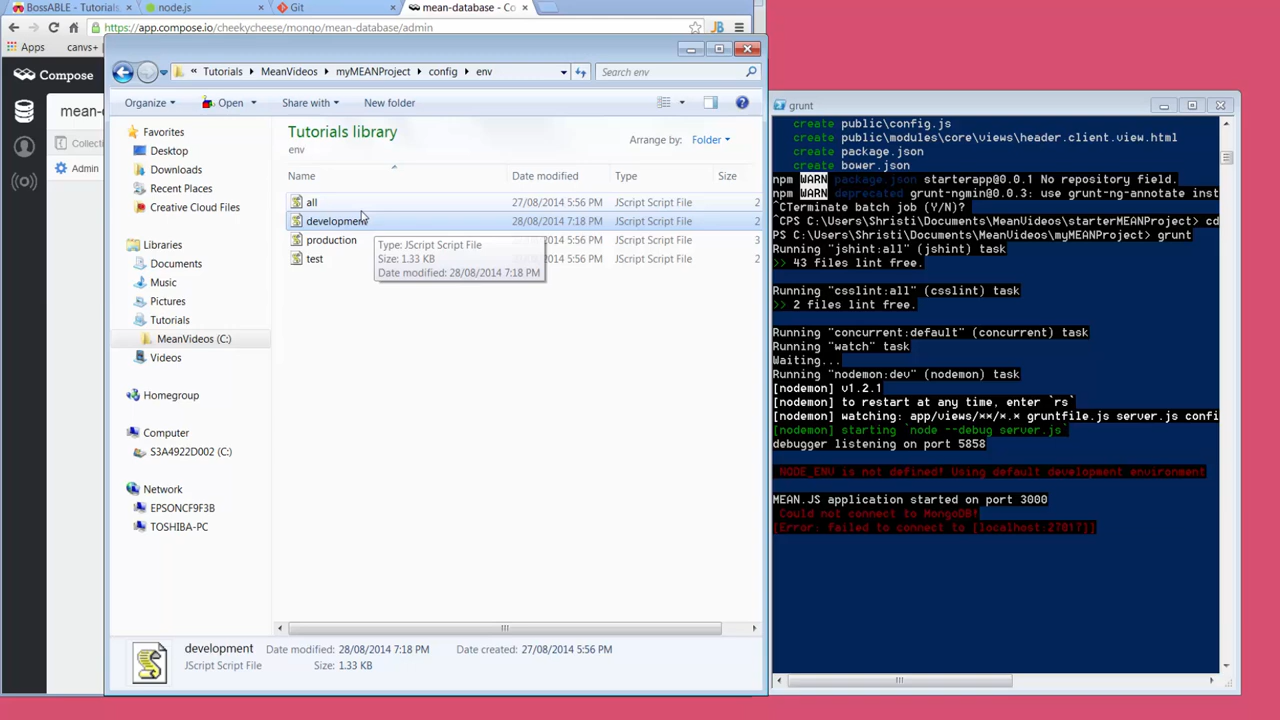 BossABLE - Tutorials,
node.js
Git
mean-database - Co
https://app.compose.io/cheekycheese/mongo/mean-database/admin
Apps
canvs+
Compose
mean-
Collecti
Admin
« Tutorials MeanVideos myMEANProject config env
Search env
Organize
Open
Share with
New folder
Tutorials library
env
Arrange by: Folder
Name
Date modified
Type
Size
all 27/08/2014 5:56 PM JScript Script File 2
development 28/08/2014 7:18 PM JScript Script File 2
production 5:56 PM JScript Script File 3
test 5:56 PM JScript Script File 2
Type: JScript Script File
Size: 1.33 KB
Date modified: 28/08/2014 7:18 PM
Favorites
Desktop
Downloads
Recent Places
Creative Cloud Files
Libraries
Documents
Music
Pictures
Tutorials
MeanVideos (C:)
Videos
Homegroup
Computer
S3A4922D002 (C:)
Network
EPSONCF9F3B
TOSHIBA-PC
development Date modified: 28/08/2014 7:18 PM Date created: 27/08/2014 5:56 PM
JScript Script File Size: 1.33 KB
grunt
create public\config.js
create public\modules\core\views\header.client.view.html
create package.json
create bower.json
npm WARN package.json starterapp@0.0.1 No repository field.
npm WARN deprecated grunt-ngmin@0.0.3: use grunt-ng-annotate inst
^CTerminate batch job (Y/N)?
^CPS C:\Users\Shristi\Documents\MeanVideos\starterMEANProject> cd
PS C:\Users\Shristi\Documents\MeanVideos\myMEANProject> grunt
Running "jshint:all" (jshint) task
>> 43 files lint free.
Running "csslint:all" (csslint) task
>> 2 files lint free.
Running "concurrent:default" (concurrent) task
Running "watch" task
Waiting...
Running "nodemon:dev" (nodemon) task
[nodemon] v1.2.1
[nodemon] to restart at any time, enter `rs`
[nodemon] watching: app/views/**/*.* gruntfile.js server.js confi
[nodemon] starting `node --debug server.js`
debugger listening on port 5858
NODE_ENV is not defined! Using default development environment
MEAN.JS application started on port 3000
Could not connect to MongoDB!
[Error: failed to connect to [localhost:27017]]